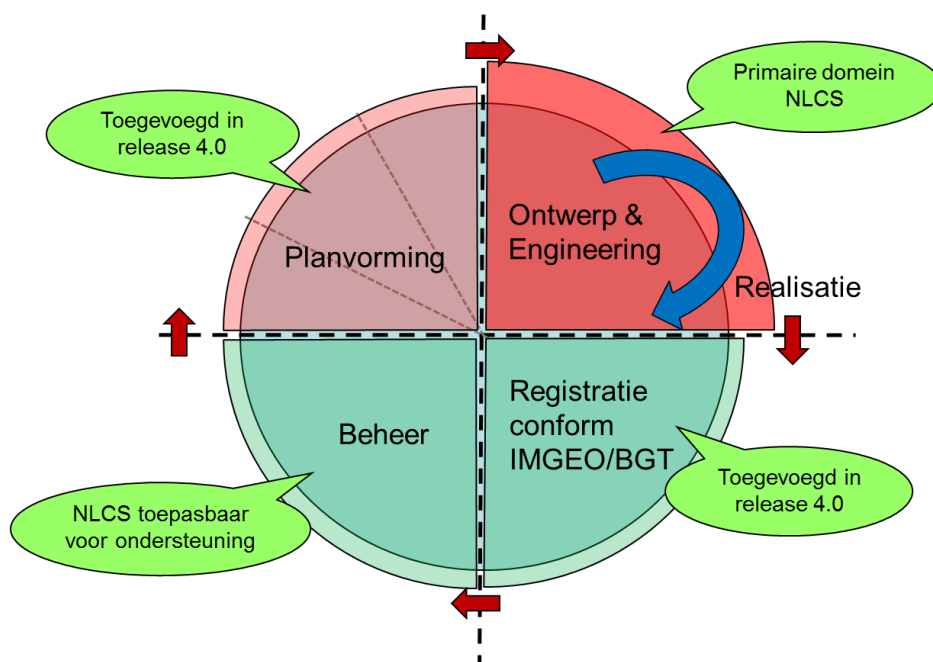 Primaire domein
NLCS
Toegevoegd in
release 4.0
Ontwerp &
Engineering
Planvorming
Realisatie
Registratie
conform
IMGEO/BGT
Beheer
Toegevoegd in
release 4.0
NLCS toepasbaar
voor ondersteuning